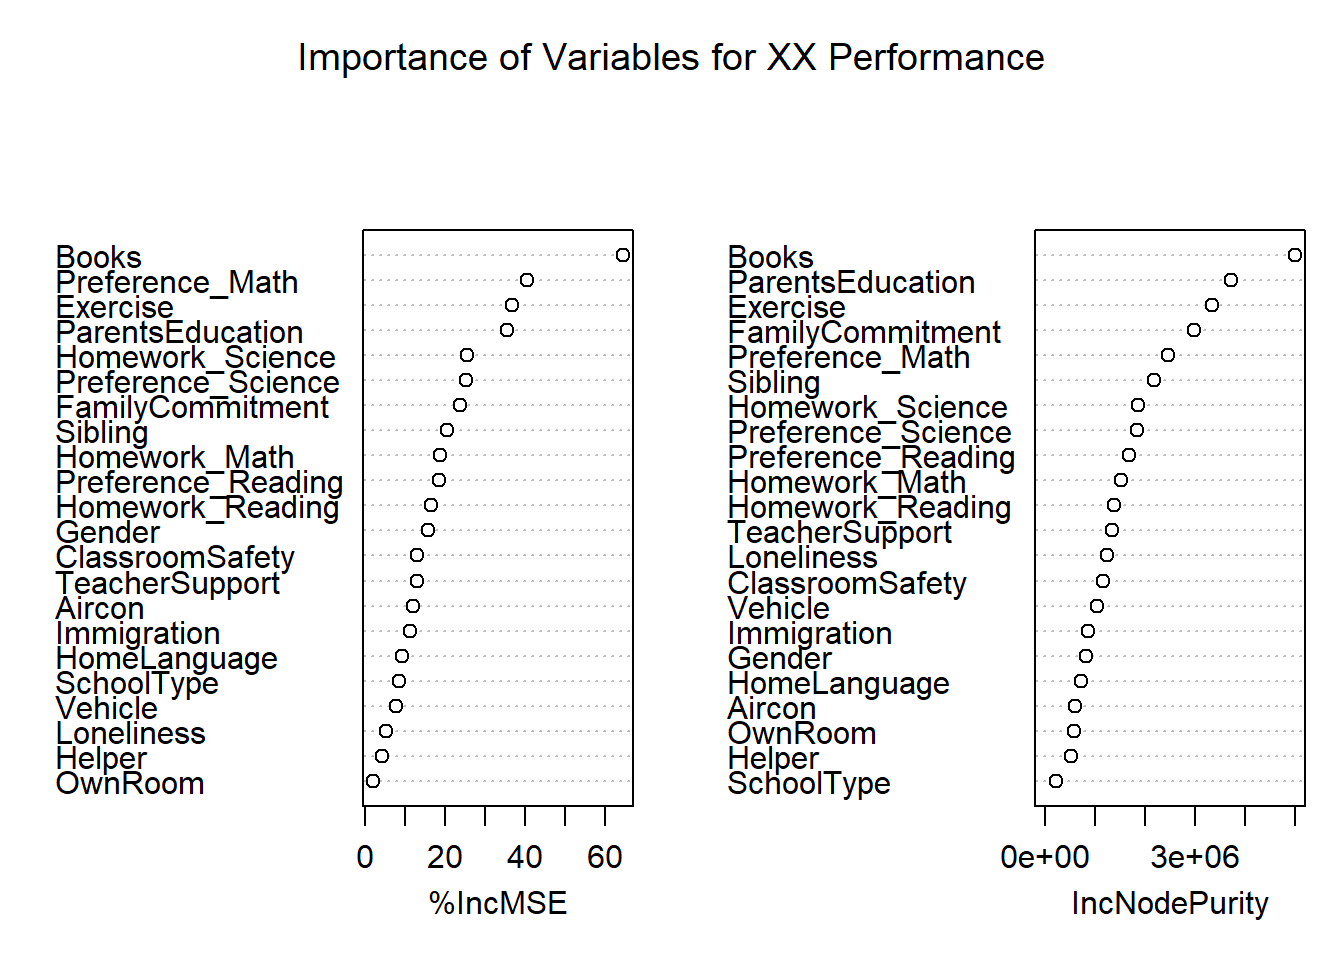 Importance of Variables for XX Performance
Books
Preference_Math
Exercise
ParentsEducation
Homework_Science
Preference_Science
FamilyCommitment
Sibling
Homework_Math
Preference_Reading
Homework_Reading
Gender
ClassroomSafety
TeacherSupport
Aircon
Immigration
HomeLanguage
SchoolType
Vehicle
Loneliness
Helper
OwnRoom
0 20 40 60
%IncMSE
Books
ParentsEducation
Exercise
FamilyCommitment
Preference_Math
Sibling
Homework_Science
Preference_Science
Preference_Reading
Homework_Math
Homework_Reading
TeacherSupport
Loneliness
ClassroomSafety
Vehicle
Immigration
Gender
HomeLanguage
Aircon
OwnRoom
Helper
SchoolType
0e+00 3e+06
IncNodePurity